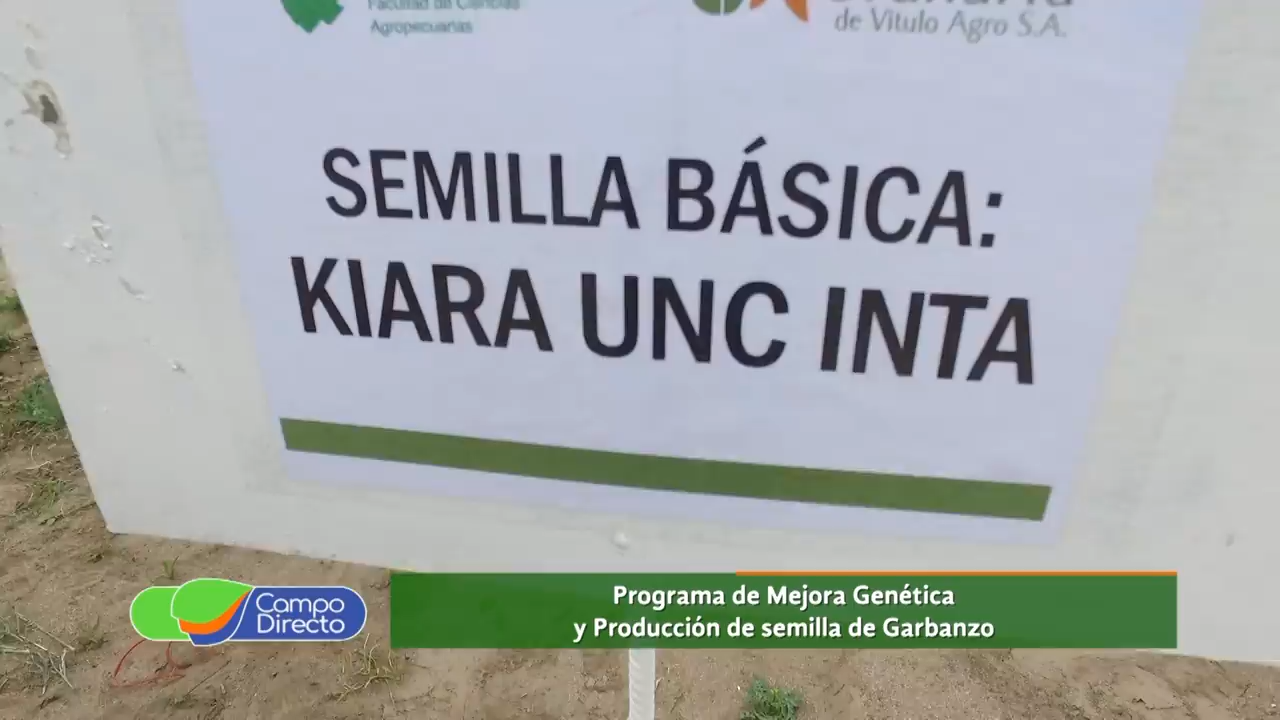 Facultad de Ciencias
Agropecuarias
de Vitulo Agro S.A.
SEMILLA BÁSICA:
KIARA UNC INTA
Campo
Directo
Programa de Mejora Genética
y Producción de semilla de Garbanzo